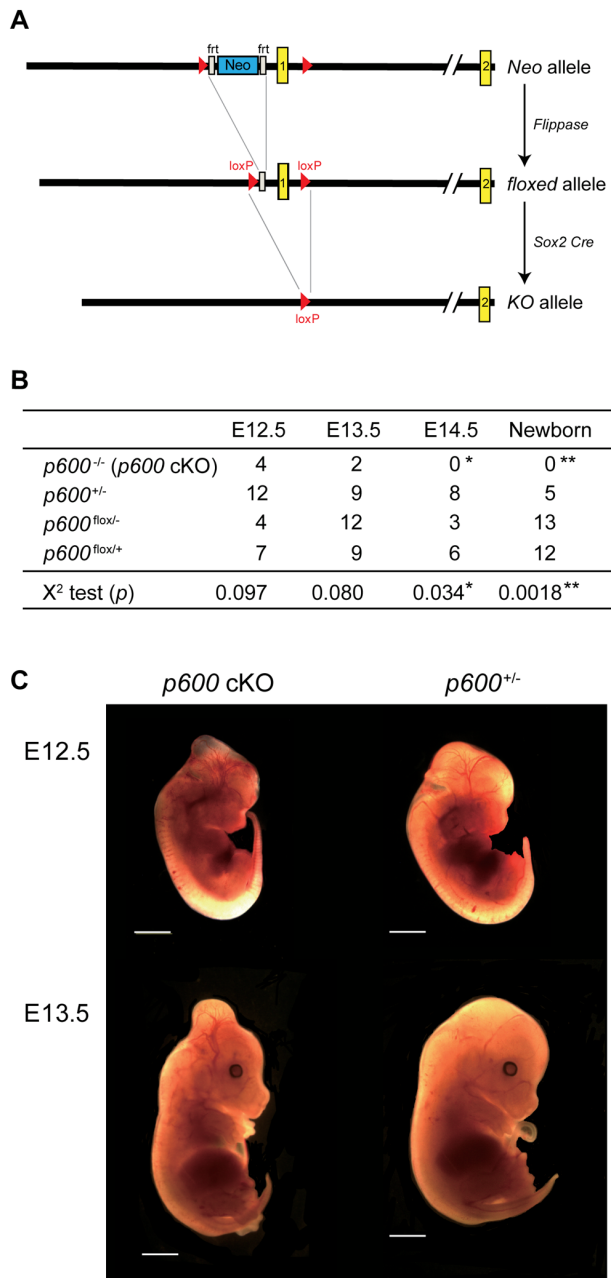 A
frt frt
Neo 1 2 Neo allele
Flippase
loxP loxP
1 2 floxed allele
Sox2 Cre
2 KO allele
loxP
B
E12.5 E13.5 E14.5 Newborn
p600-/- (p600 cKO) 4 2 0* 0**
p600+/- 12 9 8 5
p600flox/- 4 12 3 13
p600flox/+ 7 9 6 12
X2 test (p) 0.097 0.080 0.034* 0.0018**
C
p600 cKO p600+/-
E12.5
E13.5